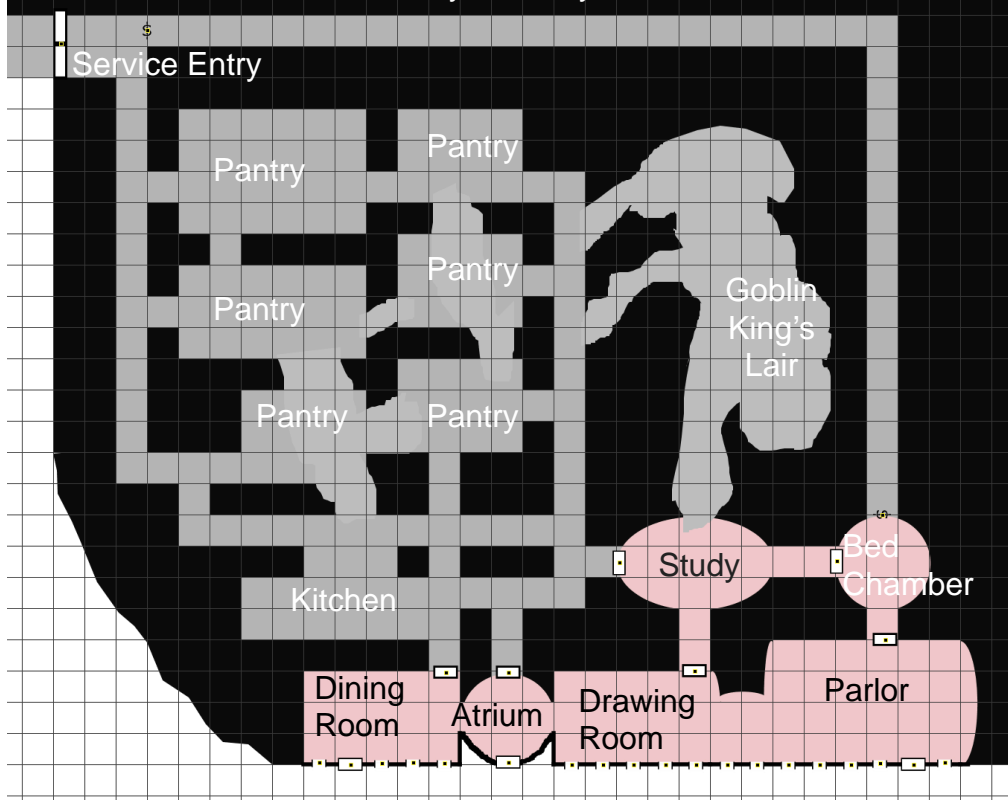 Service Entry
Pantry
Pantry
Pantry
Pantry
Pantry
Pantry
Goblin
King's
Lair
Study
Bed
Chamber
Kitchen
Dining
Room
Atrium
Drawing
Room
Parlor